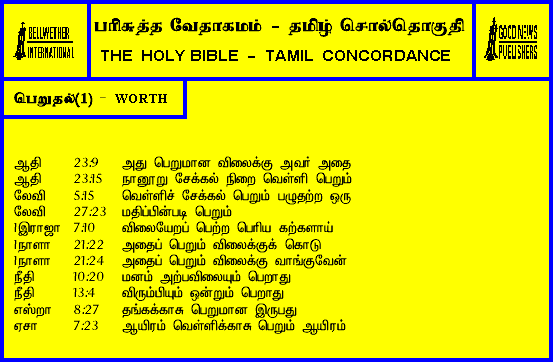 BELLWETHER
INTERNATIONAL
பரிசுத்த வேதாகமம் - தமிழ் சொல்தொகுதி
THE HOLY BIBLE - TAMIL CONCORDANCE
GOOD NEWS
PUBLISHERS
பெறுதல்(1) - WORTH
ஆதி 23:9 அது பெறுமான விலைக்கு அவர் அதை
ஆதி 23:15 நானூறு சேக்கல் நிறை வெள்ளி பெறும்
லேவி 5:15 வெள்ளிச் சேக்கல் பெறும் பழுதற்ற ஒரு
லேவி 27:23 மதிப்பின்படி பெறும்
1இராஜா 7:10 விலையேறப் பெற்ற பெரிய கற்களாய்
1நாளா 21:22 அதைப் பெறும் விலைக்குக் கொடு
1நாளா 21:24 அதைப் பெறும் விலைக்கு வாங்குவேன்
நீதி 10:20 மனம் அற்பவிலையும் பெறாது
நீதி 13:4 விரும்பியும் ஒன்றும் பெறாது
எஸ்றா 8:27 தங்கக்காசு பெறுமான இருபது
ஏசா 7:23 ஆயிரம் வெள்ளிக்காசு பெறும் ஆயிரம்